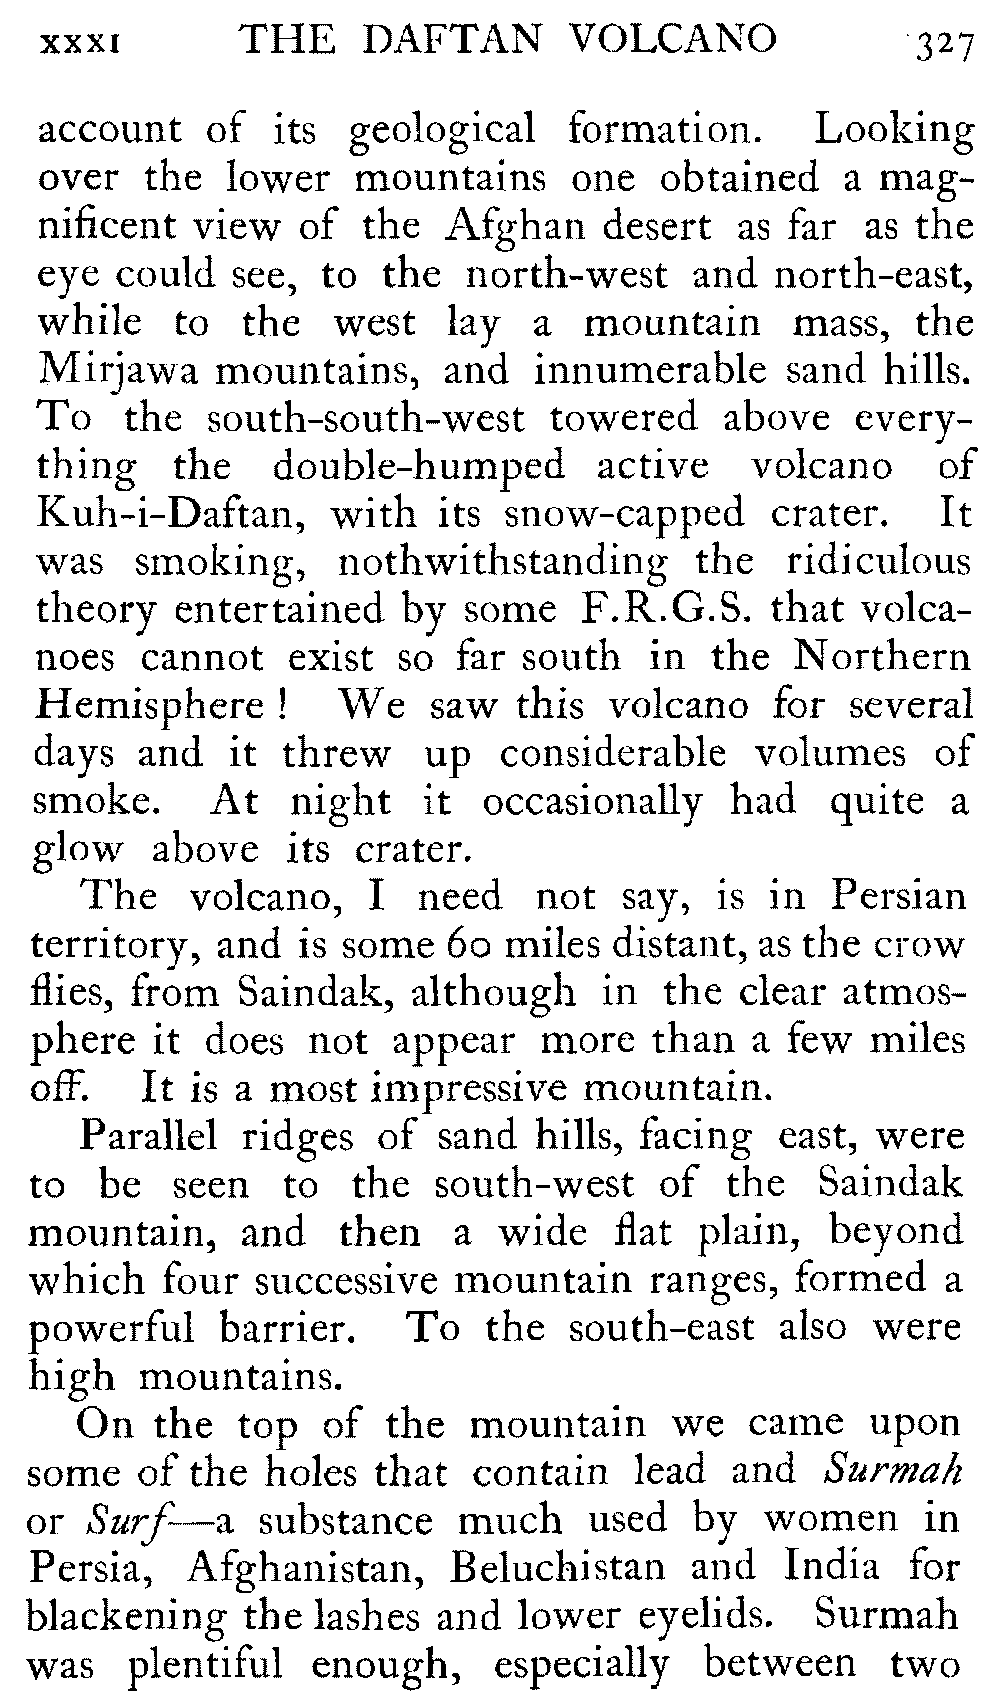 XXXI THE DAFTAN VOLCANO 327
account of its geological formation. Looking
over the lower mountains one obtained a mag-
nificent view of the Afghan desert as far as the
eye could see, to the north-west and north-east,
while to the west lay a mountain mass, the
Mirjawa mountains, and innumerable sand hills.
To the south-south-west towered above every-
thing the double-humped active volcano of
Kuh-i-Daftan, with its snow-capped crater. It
was smoking, nothwithstanding the ridiculous
theory entertained by some F.R.G.S. that volca-
noes cannot exist so far south in the Northern
Hemisphere! We saw this volcano for several
days and it threw up considerable volumes of
smoke. At night it occasionally had quite a
glow above its crater.
The volcano, I need not say, is in Persian
territory, and is some 60 miles distant, as the crow
flies, from Saindak, although in the clear atmos-
phere it does not appear more than a few miles
off. It is a most impressive mountain.
Parallel ridges of sand hills, facing east, were
to be seen to the south-west of the Saindak
mountain, and then a wide flat plain, beyond
which four successive mountain ranges, formed a
powerful barrier. To the south-east also were
high mountains.
On the top of the mountain we came upon
some of the holes that contain lead and Surmah
or Surf—a substance much used by women in
Persia, Afghanistan, Beluchistan and India for
blackening the lashes and lower eyelids. Surmah
was plentiful enough, especially between two